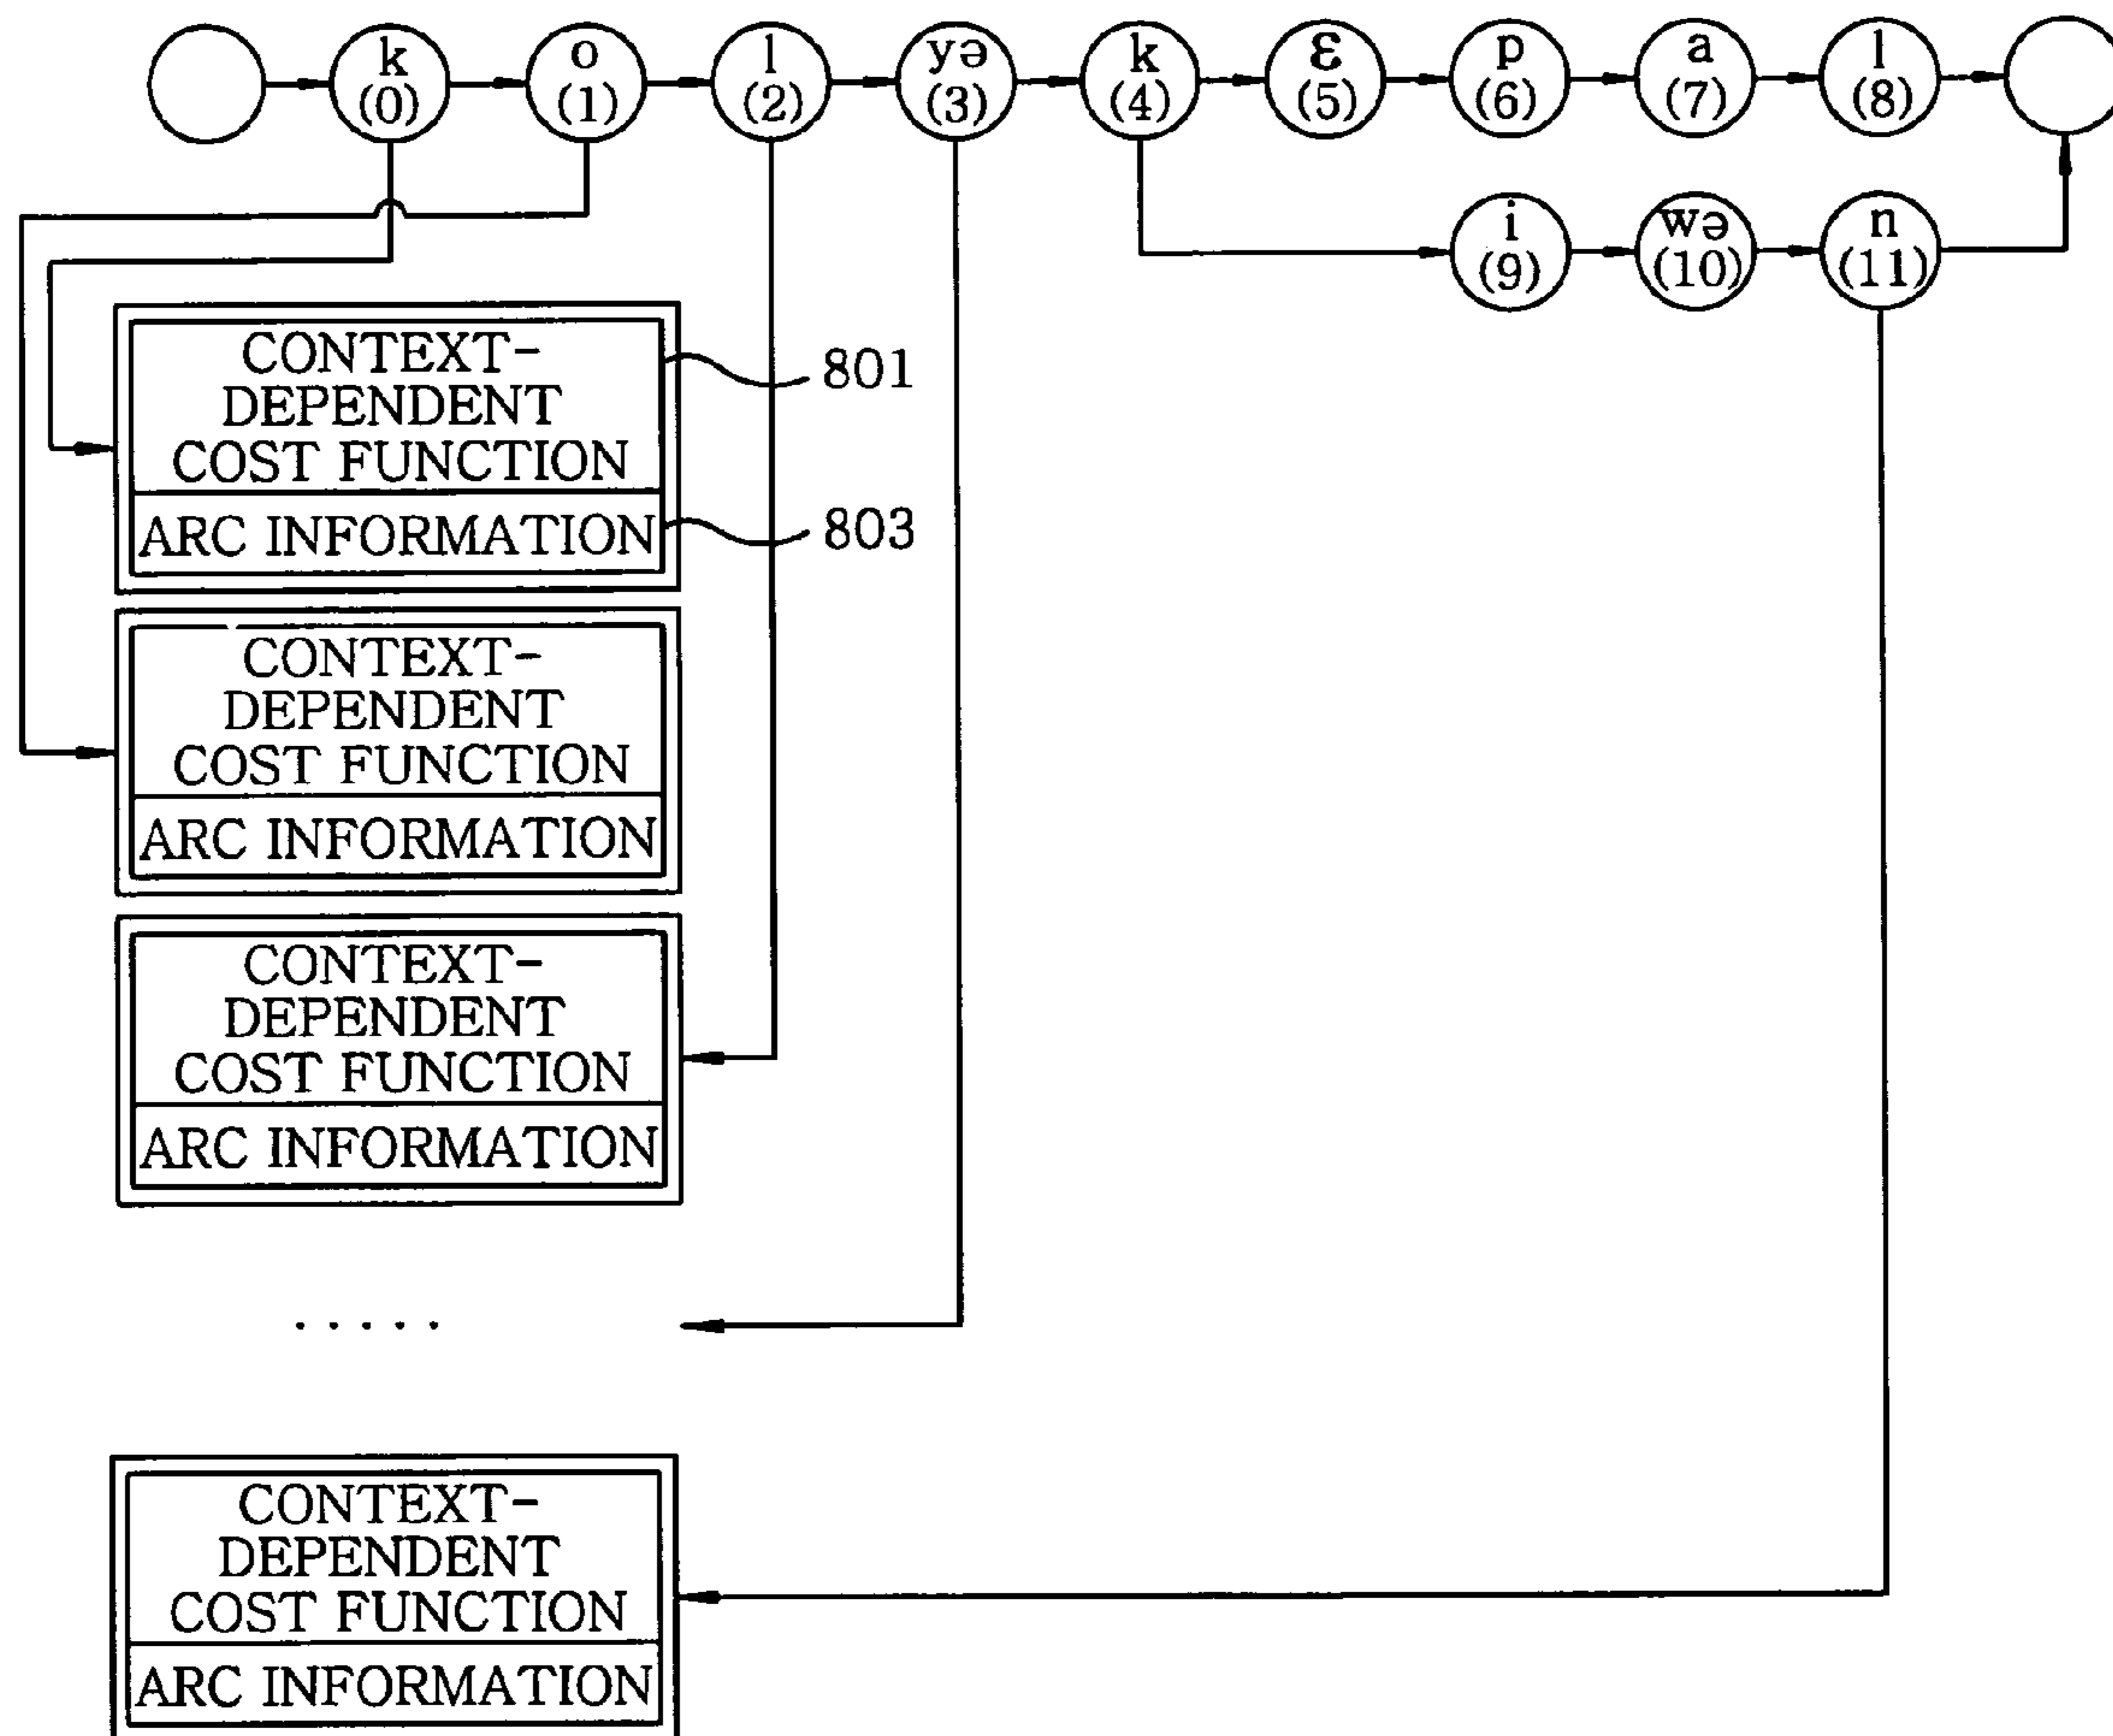 k o l yə k ɛ p a l
(0) (1) (2) (3) (4) (5) (6) (7) (8)
i wə n
(9) (10) (11)
CONTEXT-
DEPENDENT
COST FUNCTION
801
ARC INFORMATION
803
CONTEXT-
DEPENDENT
COST FUNCTION
ARC INFORMATION
CONTEXT-
DEPENDENT
COST FUNCTION
ARC INFORMATION
.....
CONTEXT-
DEPENDENT
COST FUNCTION
ARC INFORMATION